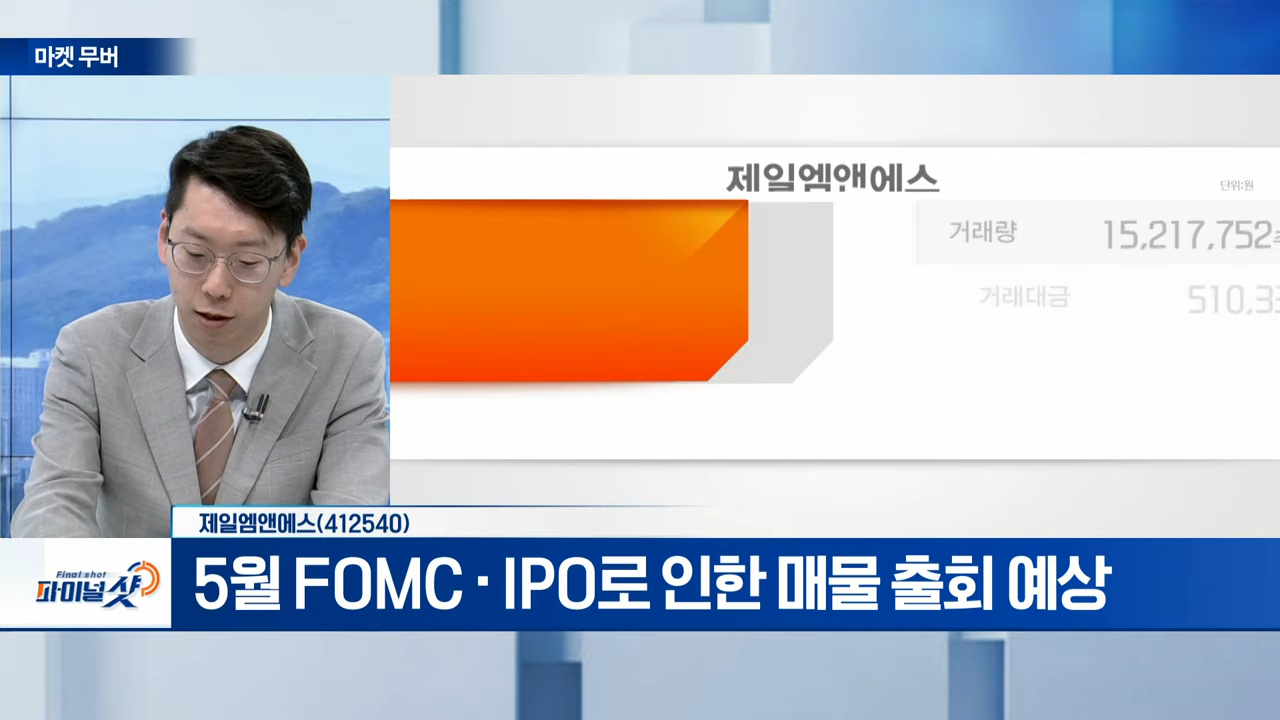 마켓 무버
제일엠앤에스
단위:원
거래량 15,217,752
거래대금 510,3
제일엠앤에스(412540)
Final shot
파이널샷
5월 FOMC · IPO로 인한 매물 출회 예상